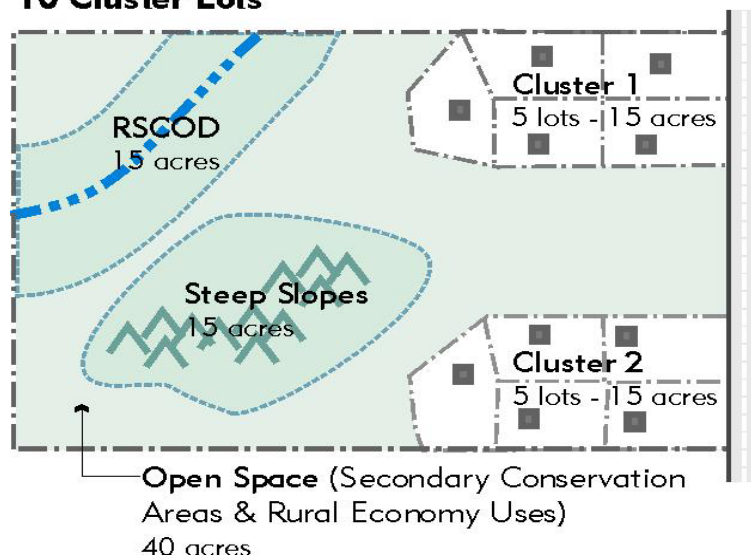 10 Cluster Lots
Cluster 1
5 lots - 15 acres
RSCOD
15 acres
Steep Slopes
15 acres
Cluster 2
5 lots - 15 acres
Open Space (Secondary Conservation
Areas & Rural Economy Uses)
40 acres